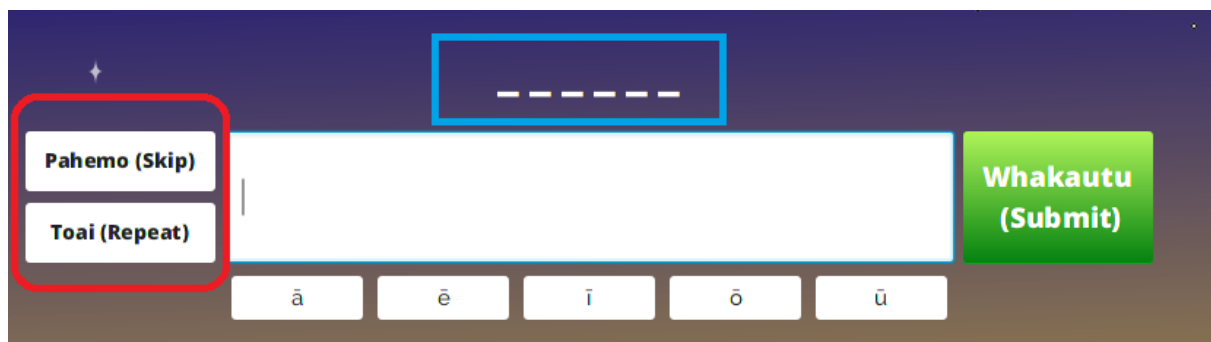 _ _ _ _ _ _
Pahemo (Skip)
Toai (Repeat)
Whakautu
(Submit)
ā ē ī ō ū